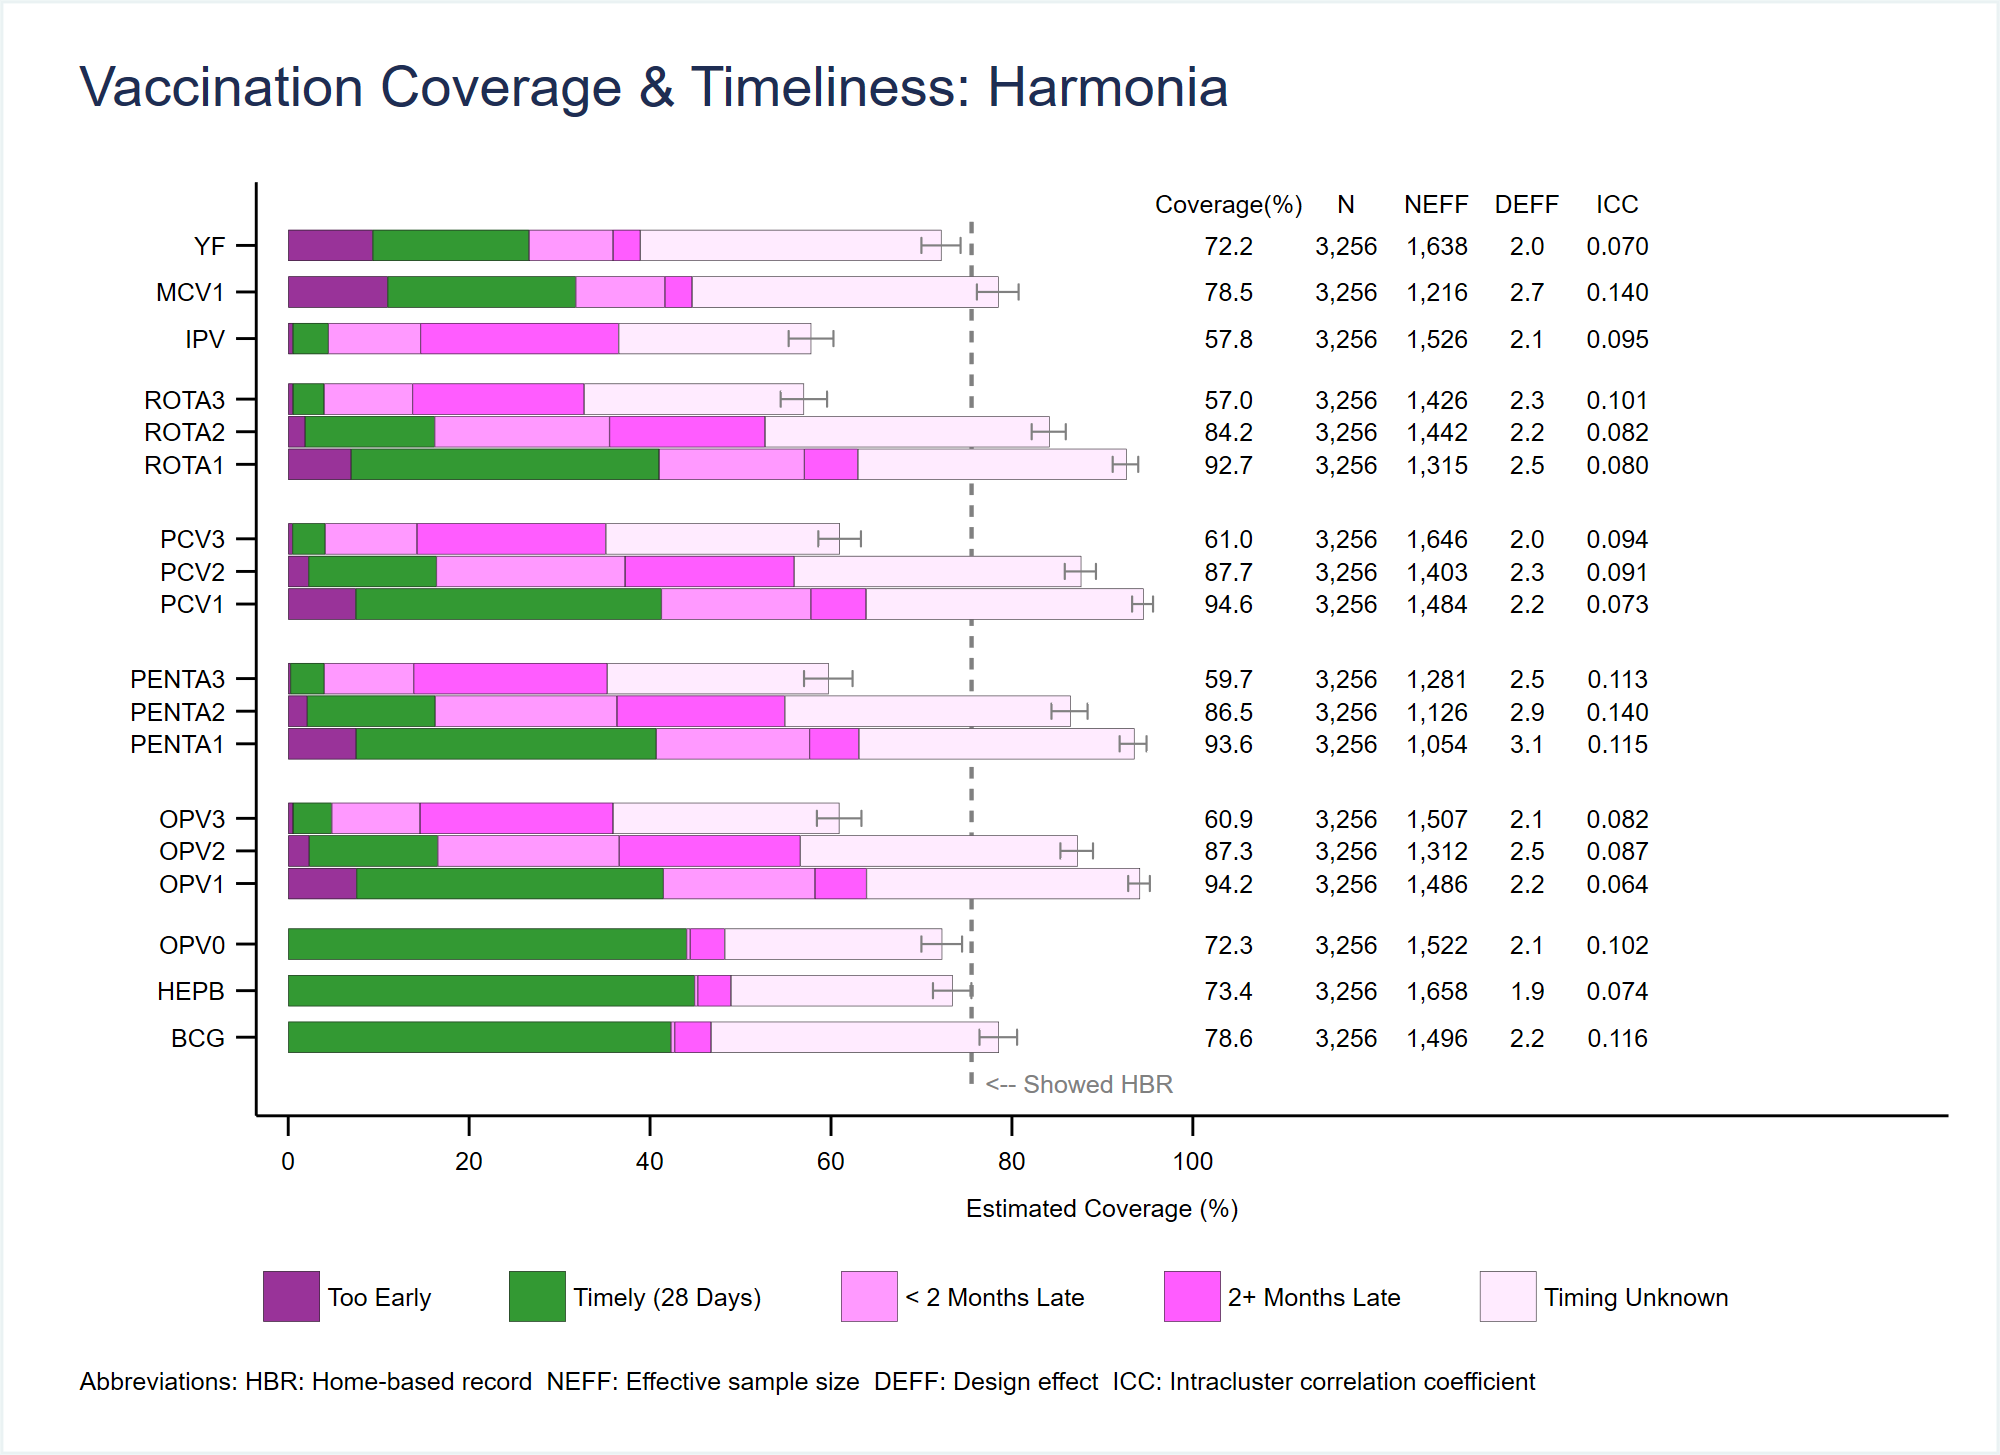 Vaccination Coverage & Timeliness: Harmonia
Coverage(%) N NEFF DEFF ICC
YF 72.2 3,256 1,638 2.0 0.070
MCV1 78.5 3,256 1,216 2.7 0.140
IPV 57.8 3,256 1,526 2.1 0.095
ROTA3 57.0 3,256 1,426 2.3 0.101
ROTA2 84.2 3,256 1,442 2.2 0.082
ROTA1 92.7 3,256 1,315 2.5 0.080
PCV3 61.0 3,256 1,646 2.0 0.094
PCV2 87.7 3,256 1,403 2.3 0.091
PCV1 94.6 3,256 1,484 2.2 0.073
PENTA3 59.7 3,256 1,281 2.5 0.113
PENTA2 86.5 3,256 1,126 2.9 0.140
PENTA1 93.6 3,256 1,054 3.1 0.115
OPV3 60.9 3,256 1,507 2.1 0.082
OPV2 87.3 3,256 1,312 2.5 0.087
OPV1 94.2 3,256 1,486 2.2 0.064
OPV0 72.3 3,256 1,522 2.1 0.102
HEPB 73.4 3,256 1,658 1.9 0.074
BCG 78.6 3,256 1,496 2.2 0.116
<-- Showed HBR
0 20 40 60 80 100
Estimated Coverage (%)
Too Early Timely (28 Days) < 2 Months Late 2+ Months Late Timing Unknown
Abbreviations: HBR: Home-based record NEFF: Effective sample size DEFF: Design effect ICC: Intracluster correlation coefficient